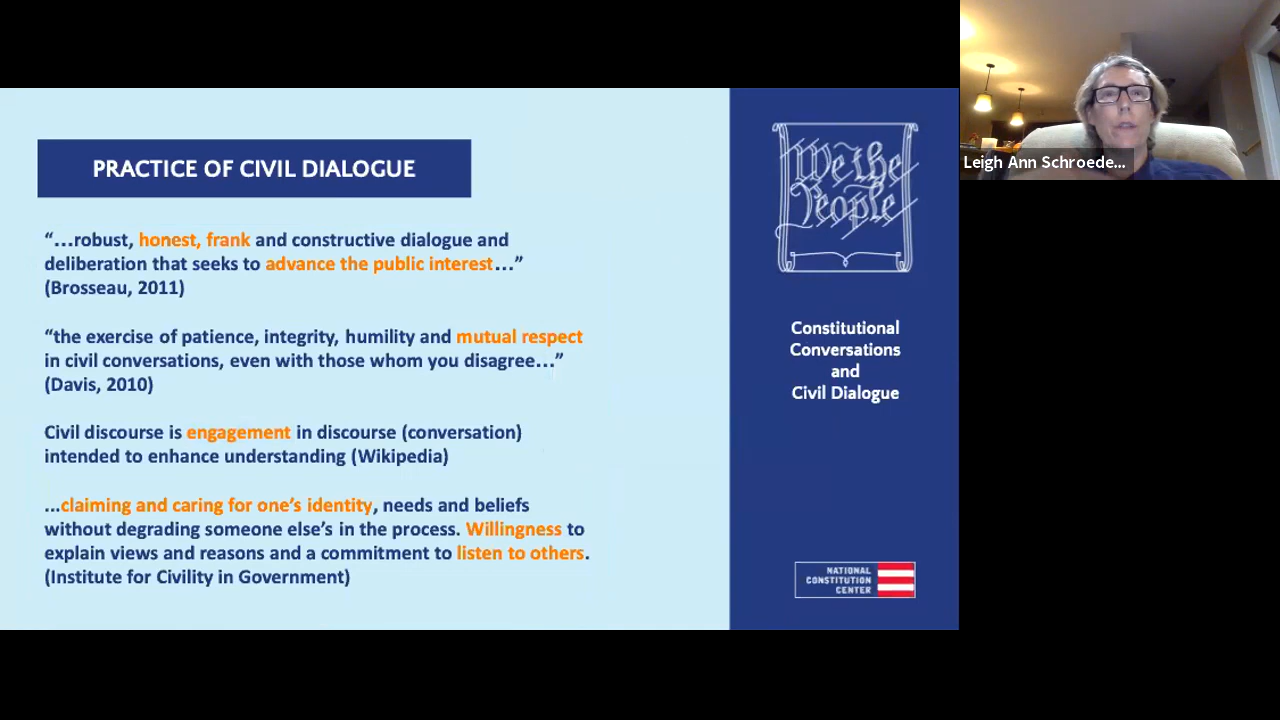 PRACTICE OF CIVIL DIALOGUE
“…robust, honest, frank and constructive dialogue and
deliberation that seeks to advance the public interest…”
(Brosseau, 2011)
“the exercise of patience, integrity, humility and mutual respect
in civil conversations, even with those whom you disagree…”
(Davis, 2010)
Civil discourse is engagement in discourse (conversation)
intended to enhance understanding (Wikipedia)
...claiming and caring for one’s identity, needs and beliefs
without degrading someone else’s in the process. Willingness to
explain views and reasons and a commitment to listen to others.
(Institute for Civility in Government)
We the
People
Constitutional
Conversations
and
Civil Dialogue
NATIONAL
CONSTITUTION
CENTER
Leigh Ann Schroede...